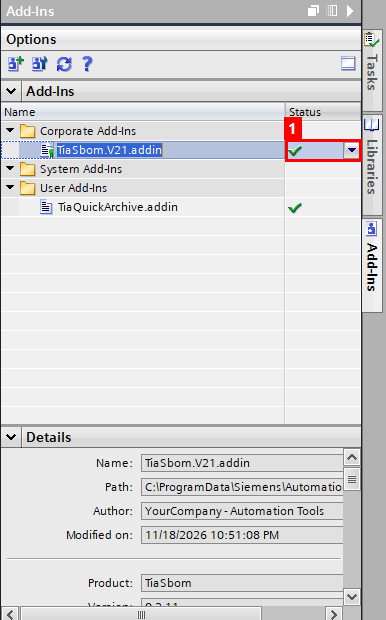 Add-Ins
Options
Add-Ins
Name Status
1
Corporate Add-Ins
TiaSbom.V21.addin
System Add-Ins
User Add-Ins
TiaQuickArchive.addin
Details
Name: TiaSbom.V21.addin
Path: C:\ProgramData\Siemens\Automatio
Author: YourCompany - Automation Tools
Modified on: 11/18/2026 10:51:08 PM
Product: TiaSbom
Tasks
Libraries
Add-Ins